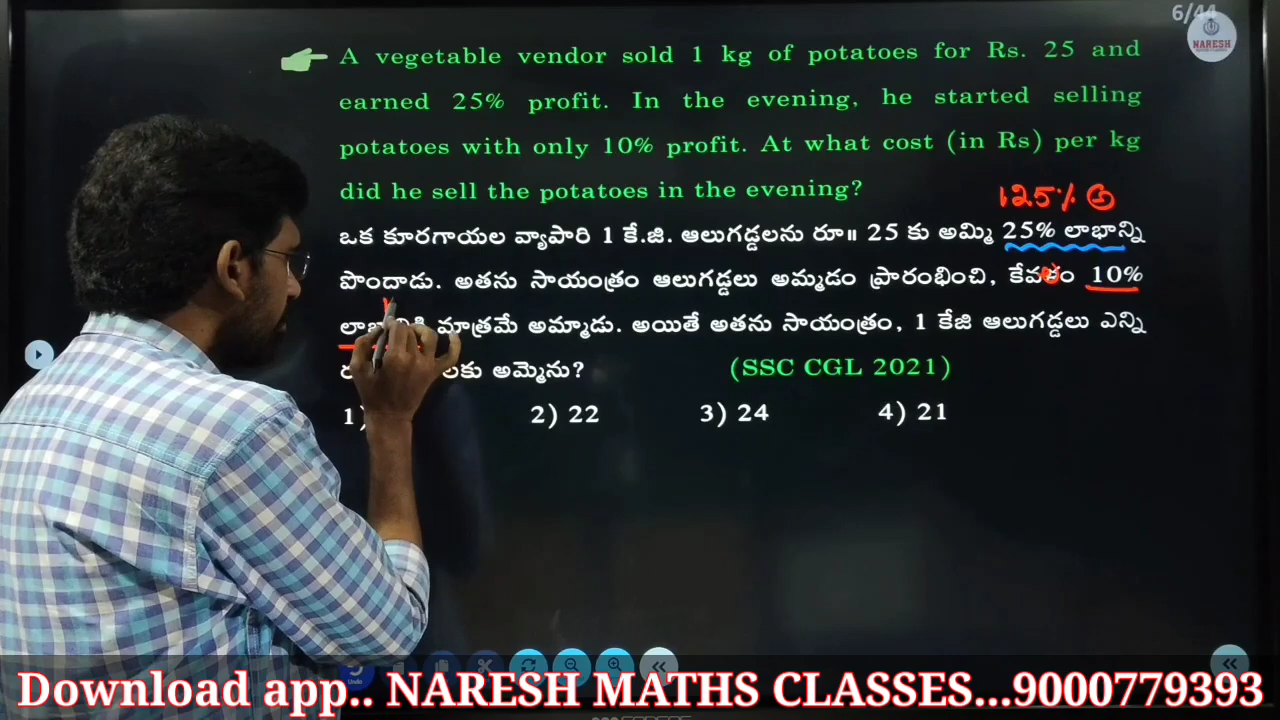 6/44
NARESH
A vegetable vendor sold 1 kg of potatoes for Rs. 25 and
earned 25% profit. In the evening, he started selling
potatoes with only 10% profit. At what cost (in Rs) per kg
did he sell the potatoes in the evening?
125%
ఒక కూరగాయల వ్యాపారి 1 కే.జి. ఆలుగడ్డలను రూ॥ 25 కు అమ్మి 25% లాభాన్ని
పొందాడు. అతను సాయంత్రం ఆలుగడ్డలు అమ్మడం ప్రారంభించి, కేవలం 10%
మాత్రమే అమ్మాడు. అయితే అతను సాయంత్రం, 1 కేజి ఆలుగడ్డలు ఎన్ని
లకు అమ్మెను? (SSC CGL 2021)
1) 2) 22 3) 24 4) 21
Undo
Download app.. NARESH MATHS CLASSES...9000779393